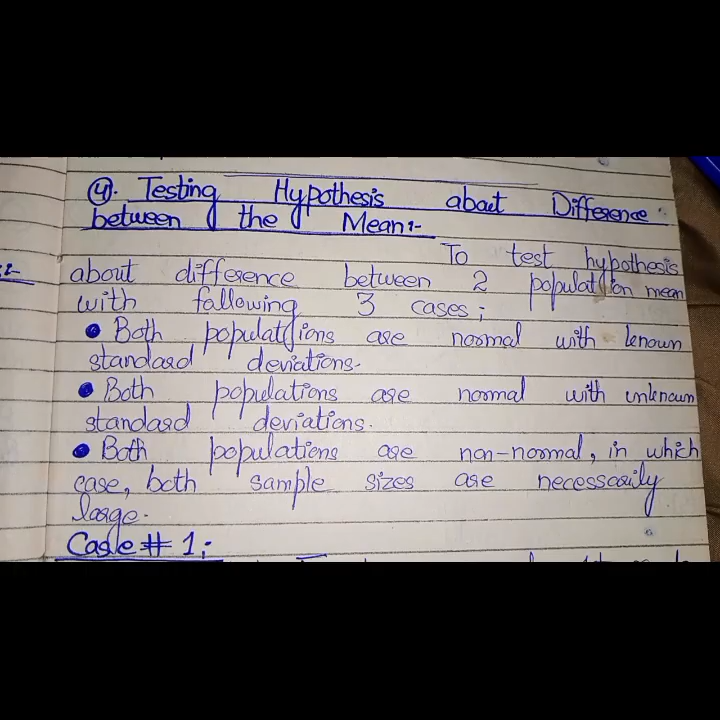 ④. Testing Hypothesis about Difference
between the Mean:-
To test hypothesis
about difference between 2 population mean
with following 3 cases;
• Both populations are normal with known
standard deviations.
• Both populations are normal with unknown
standard deviations.
• Both populations are non-normal, in which
case, both sample sizes are necessarily
large.
Case # 1: